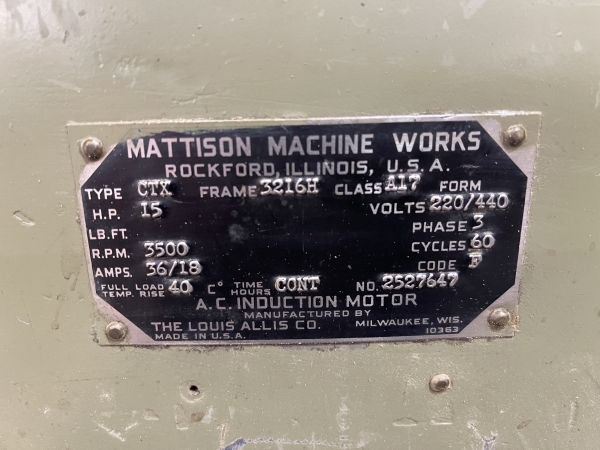 MATTISON MACHINE WORKS
ROCKFORD, ILLINOIS, U.S.A.
TYPE CTX FRAME 3216H CLASS A17 FORM
H.P. 15 VOLTS 220/440
LB.FT. PHASE 3
R.P.M. 3500 CYCLES 60
AMPS. 36/18 CODE F
FULL LOAD TEMP. RISE 40 C° TIME HOURS CONT NO. 2527647
A.C. INDUCTION MOTOR
MANUFACTURED BY
THE LOUIS ALLIS CO. MILWAUKEE, WIS.
MADE IN U.S.A. 10363